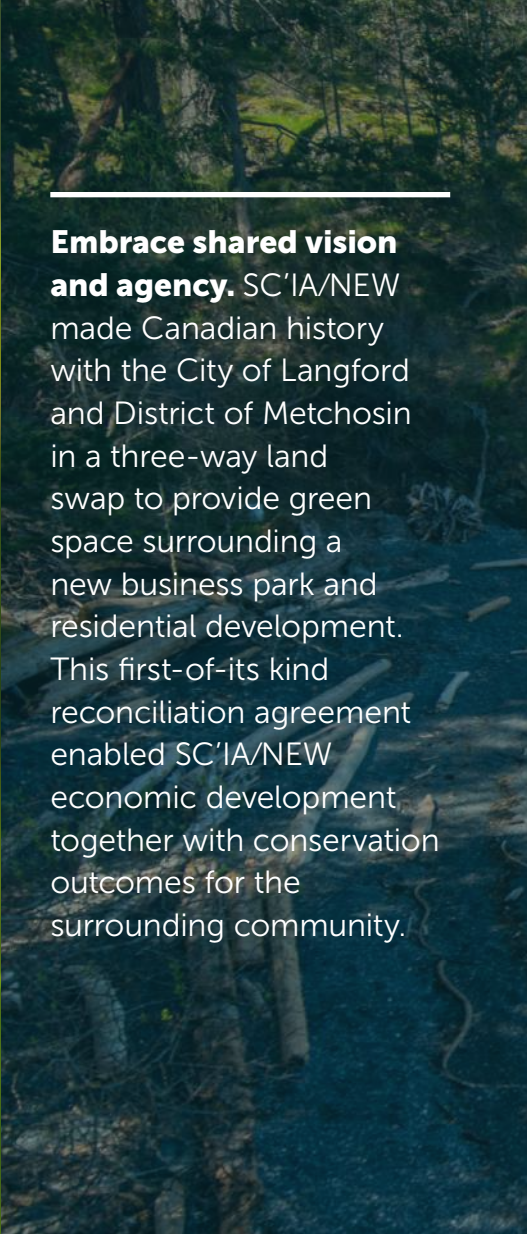 Embrace shared vision
and agency. SC’IA/NEW
made Canadian history
with the City of Langford
and District of Metchosin
in a three-way land
swap to provide green
space surrounding a
new business park and
residential development.
This first-of-its kind
reconciliation agreement
enabled SC’IA/NEW
economic development
together with conservation
outcomes for the
surrounding community.